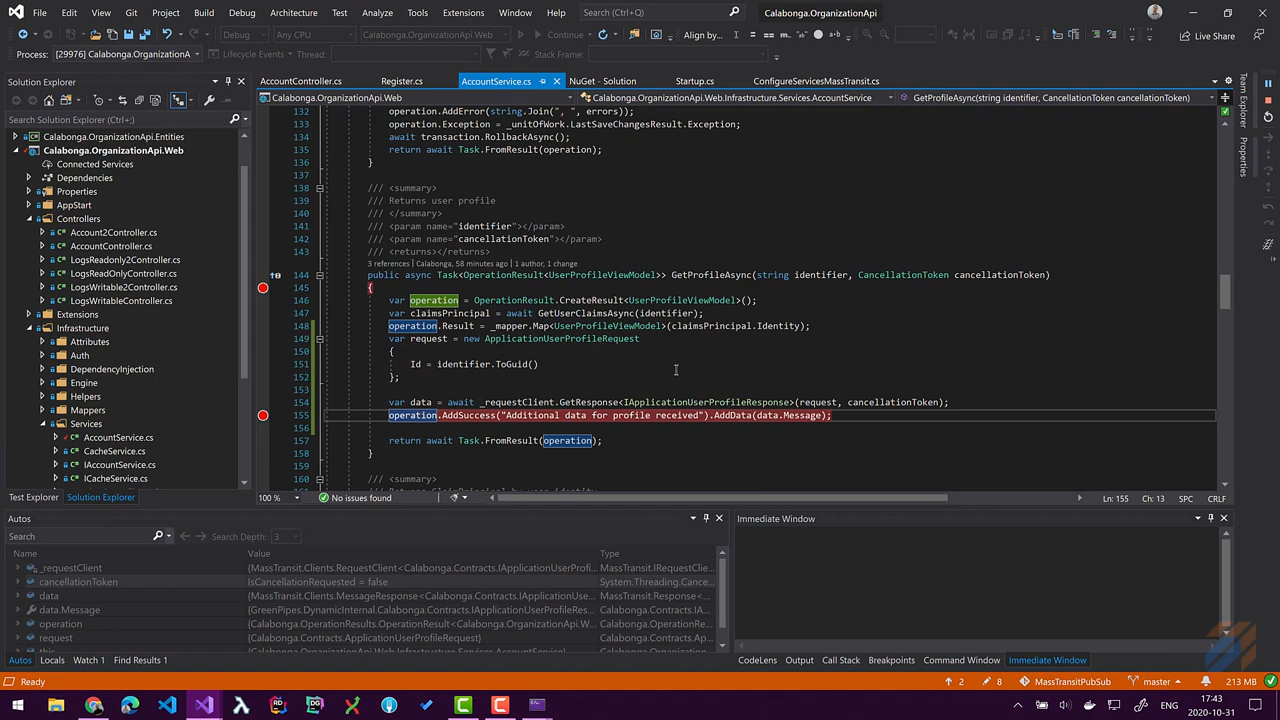 File Edit View Git Project Build Debug Architecture Test Analyze Tools Extensions Window Help Search (Ctrl+;) Calabonga.OrganizationApi
Debug Any CPU Calabonga.OrganizationApi.Web Continue Align by... Live Share
Process: [29976] Calabonga.OrganizationA Lifecycle Events Thread: Stack Frame:
Solution Explorer
Search Solution Explorer (Ctrl+;)
Calabonga.OrganizationApi.Entities
Calabonga.OrganizationApi.Web
Connected Services
Dependencies
Properties
AppStart
Controllers
Account2Controller.cs
AccountController.cs
LogsReadonly2Controller.cs
LogsReadOnlyController.cs
LogsWritable2Controller.cs
LogsWritableController.cs
Extensions
Infrastructure
Attributes
Auth
DependencyInjection
Engine
Helpers
Mappers
Services
AccountService.cs
CacheService.cs
IAccountService.cs
ICacheService.cs
Test Explorer Solution Explorer
AccountController.cs Register.cs AccountService.cs NuGet - Solution Startup.cs ConfigureServicesMassTransit.cs
Calabonga.OrganizationApi.Web Calabonga.OrganizationApi.Web.Infrastructure.Services.AccountService GetProfileAsync(string identifier, CancellationToken cancellationToken)
132 operation.AddError(string.Join(", ", errors));
133 operation.Exception = _unitOfWork.LastSaveChangesResult.Exception;
134 await transaction.RollbackAsync();
135 return await Task.FromResult(operation);
136 }
137
138 /// <summary>
139 /// Returns user profile
140 /// </summary>
141 /// <param name="identifier"></param>
142 /// <param name="cancellationToken"></param>
143 /// <returns></returns>
3 references | Calabonga, 58 minutes ago | 1 author, 1 change
144 public async Task<OperationResult<UserProfileViewModel>> GetProfileAsync(string identifier, CancellationToken cancellationToken)
145 {
146 var operation = OperationResult.CreateResult<UserProfileViewModel>();
147 var claimsPrincipal = await GetUserClaimsAsync(identifier);
148 operation.Result = _mapper.Map<UserProfileViewModel>(claimsPrincipal.Identity);
149 var request = new ApplicationUserProfileRequest
150 {
151 Id = identifier.ToGuid()
152 };
153
154 var data = await _requestClient.GetResponse<IApplicationUserProfileResponse>(request, cancellationToken);
155 operation.AddSuccess("Additional data for profile received").AddData(data.Message);
156
157 return await Task.FromResult(operation);
158 }
159
160 /// <summary>
100 % No issues found Ln: 155 Ch: 13 SPC CRLF
Team Explorer
Properties
Autos
Search Search Depth: 3
Name Value Type
_requestClient {MassTransit.Clients.RequestClient<Calabonga.Contracts.IApplicationUserProfi... MassTransit.IRequestCl...
cancellationToken IsCancellationRequested = false System.Threading.Cance...
data {MassTransit.Clients.MessageResponse<Calabonga.Contracts.IApplicationUse... MassTransit.Response<...
data.Message {GreenPipes.DynamicInternal.Calabonga.Contracts.IApplicationUserProfileRes... Calabonga.Contracts.IA...
operation {Calabonga.OperationResults.OperationResult<Calabonga.OrganizationApi.W... Calabonga.OperationRe...
request {Calabonga.Contracts.ApplicationUserProfileRequest} Calabonga.Contracts.Ap...
Autos Locals Watch 1 Find Results 1
Immediate Window
CodeLens Output Call Stack Breakpoints Command Window Immediate Window
Ready 2 8 MassTransitPubSub master 213 MB
ENG 17:43
2020-10-31